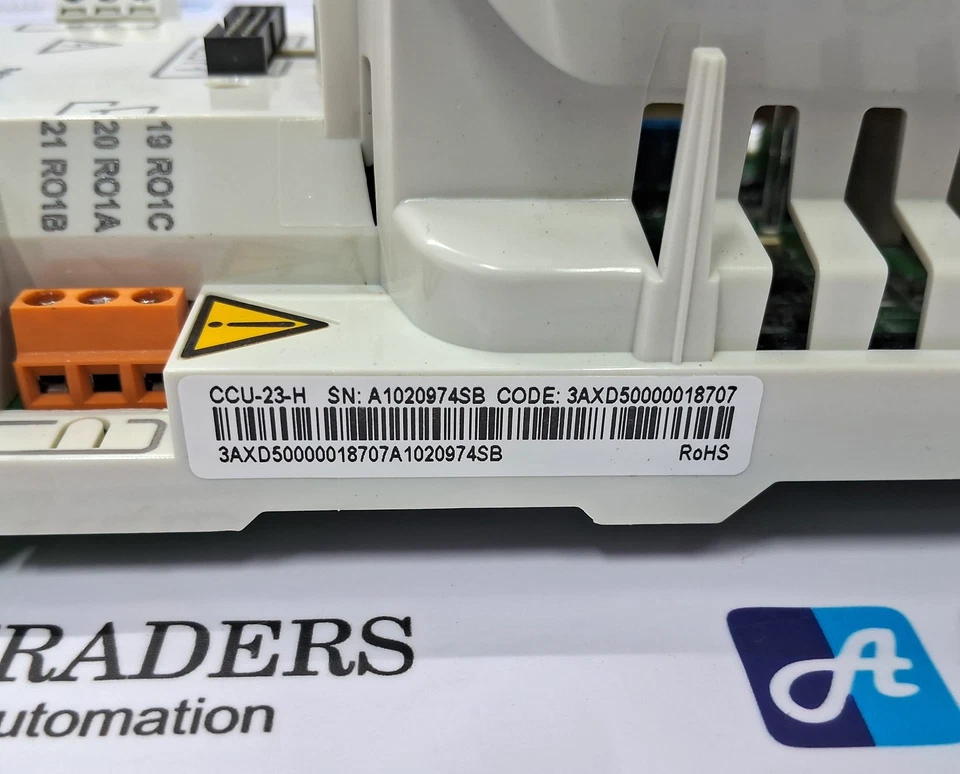 19 RO1C
20 RO1A
21 RO1B
CCU-23-H SN: A1020974SB CODE: 3AXD50000018707
3AXD50000018707A1020974SB RoHS
RADERS
utomation
A